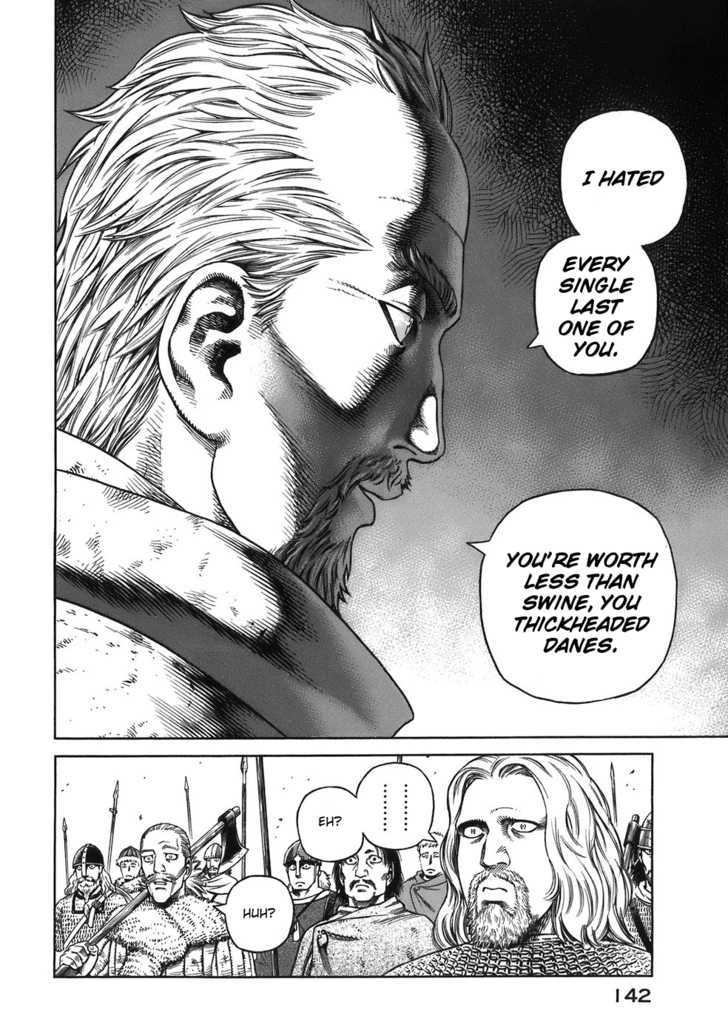 I HATED
EVERY
SINGLE
LAST
ONE OF
YOU.
YOU'RE WORTH
LESS THAN
SWINE, YOU
THICKHEADED
DANES.
EH?
HUH?
142